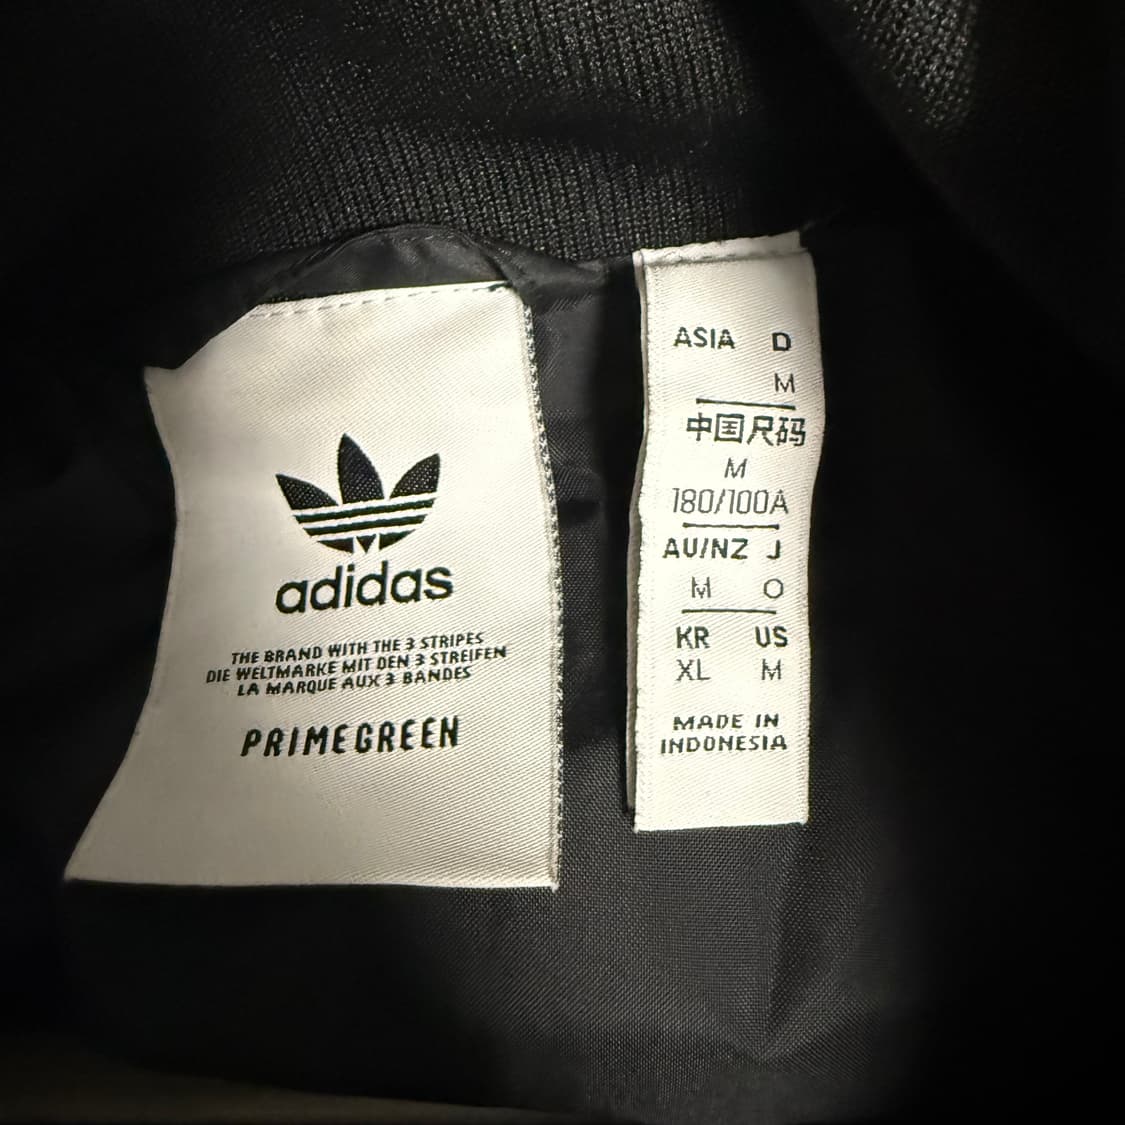 adidas
THE BRAND WITH THE 3 STRIPES
DIE WELTMARKE MIT DEN 3 STREIFEN
LA MARQUE AUX 3 BANDES
PRIMEGREEN
ASIA D
M
中国尺码
M
180/100A
AU/NZ J
M O
KR US
XL M
MADE IN
INDONESIA